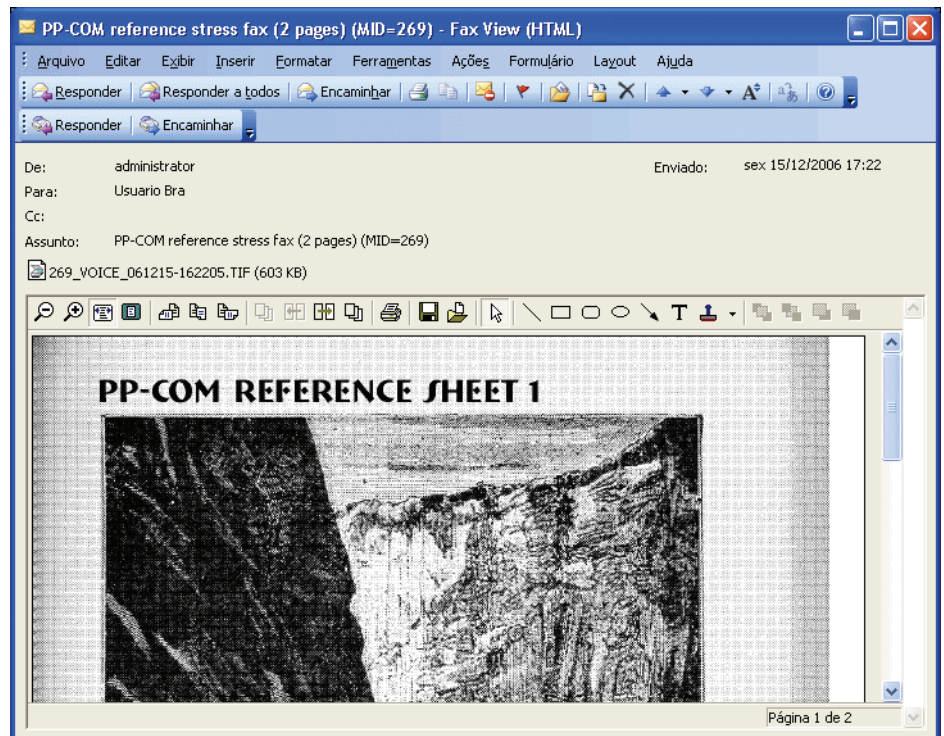 PP-COM reference stress fax (2 pages) (MID=269) - Fax View (HTML)
Arquivo Editar Exibir Inserir Formatar Ferramentas Ações Formulário Layout Ajuda
Responder Responder a todos Encaminhar
Responder Encaminhar
De: administrator Enviado: sex 15/12/2006 17:22
Para: Usuario Bra
Cc:
Assunto: PP-COM reference stress fax (2 pages) (MID=269)
269_VOICE_061215-162205.TIF (603 KB)
T
PP-COM REFERENCE SHEET 1
Página 1 de 2